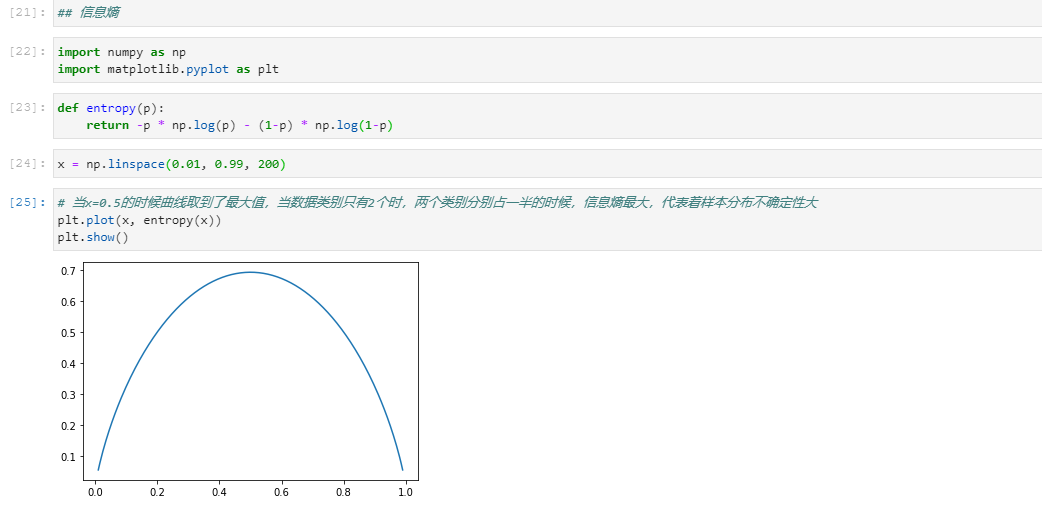 [21]: ## 信息熵
[22]: import numpy as np
import matplotlib.pyplot as plt
[23]: def entropy(p):
    return -p * np.log(p) - (1-p) * np.log(1-p)
[24]: x = np.linspace(0.01, 0.99, 200)
[25]: # 当x=0.5的时候曲线取到了最大值，当数据类别只有2个时，两个类别分别占一半的时候，信息熵最大，代表着样本分布不确定性大
plt.plot(x, entropy(x))
plt.show()
0.7
0.6
0.5
0.4
0.3
0.2
0.1
0.0 0.2 0.4 0.6 0.8 1.0